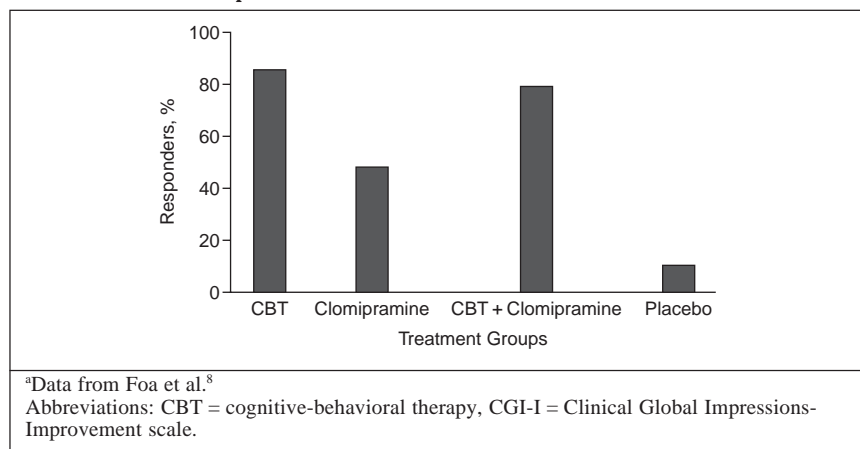 100
80
60
40
20
0
Responders, %
CBT Clomipramine CBT + Clomipramine Placebo
Treatment Groups
ᵃData from Foa et al.⁸
Abbreviations: CBT = cognitive-behavioral therapy, CGI-I = Clinical Global Impressions-
Improvement scale.